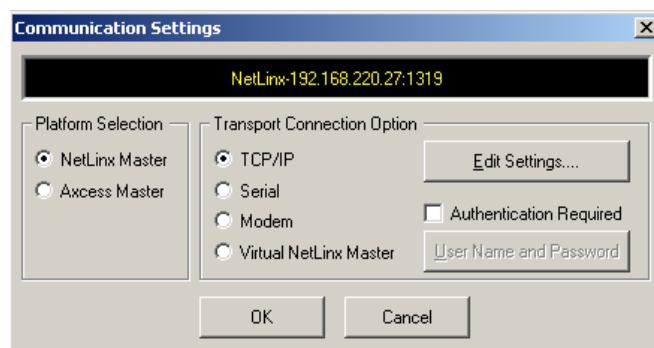 Communication Settings
NetLinx-192.168.220.27:1319
Platform Selection
NetLinx Master
Axcess Master
Transport Connection Option
TCP/IP
Serial
Modem
Virtual NetLinx Master
Edit Settings....
Authentication Required
User Name and Password
OK
Cancel